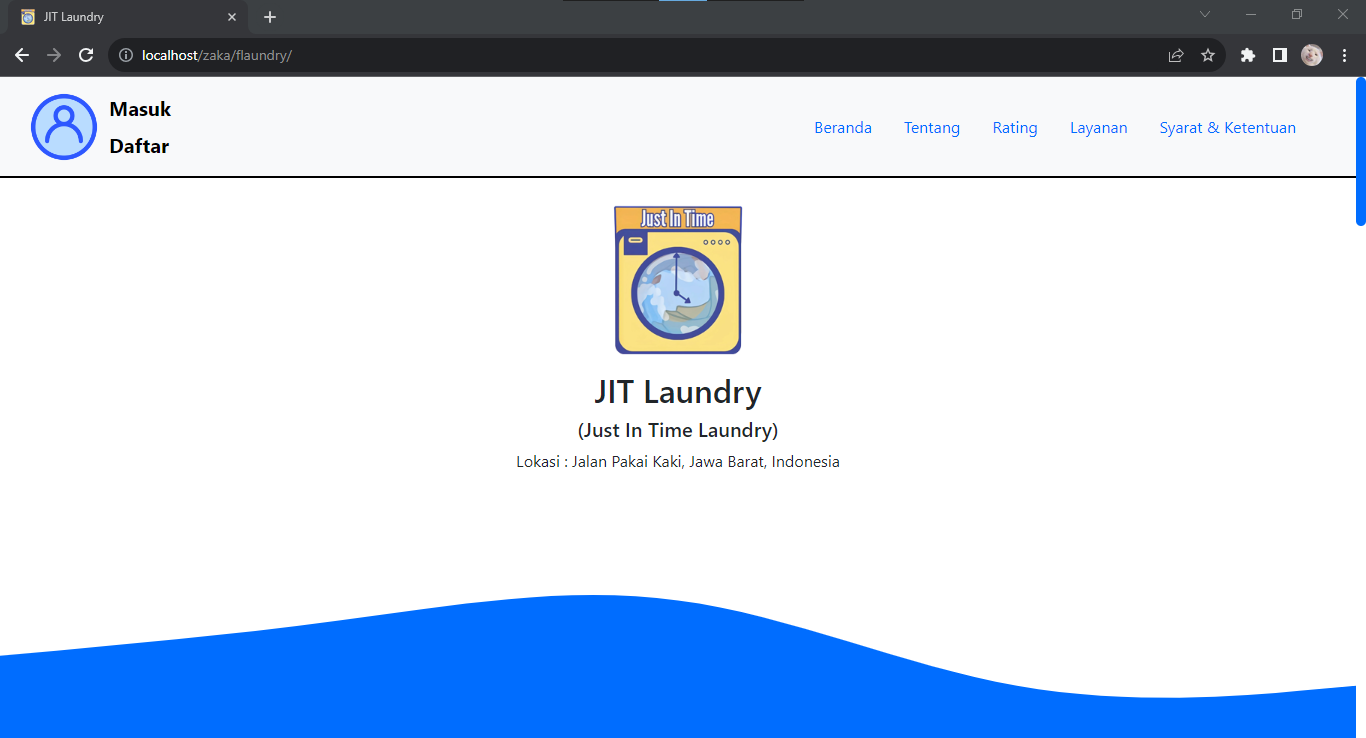 JIT Laundry
localhost/zaka/flaundry/
Masuk
Daftar
Beranda Tentang Rating Layanan Syarat & Ketentuan
Just In Time
JIT Laundry
(Just In Time Laundry)
Lokasi : Jalan Pakai Kaki, Jawa Barat, Indonesia